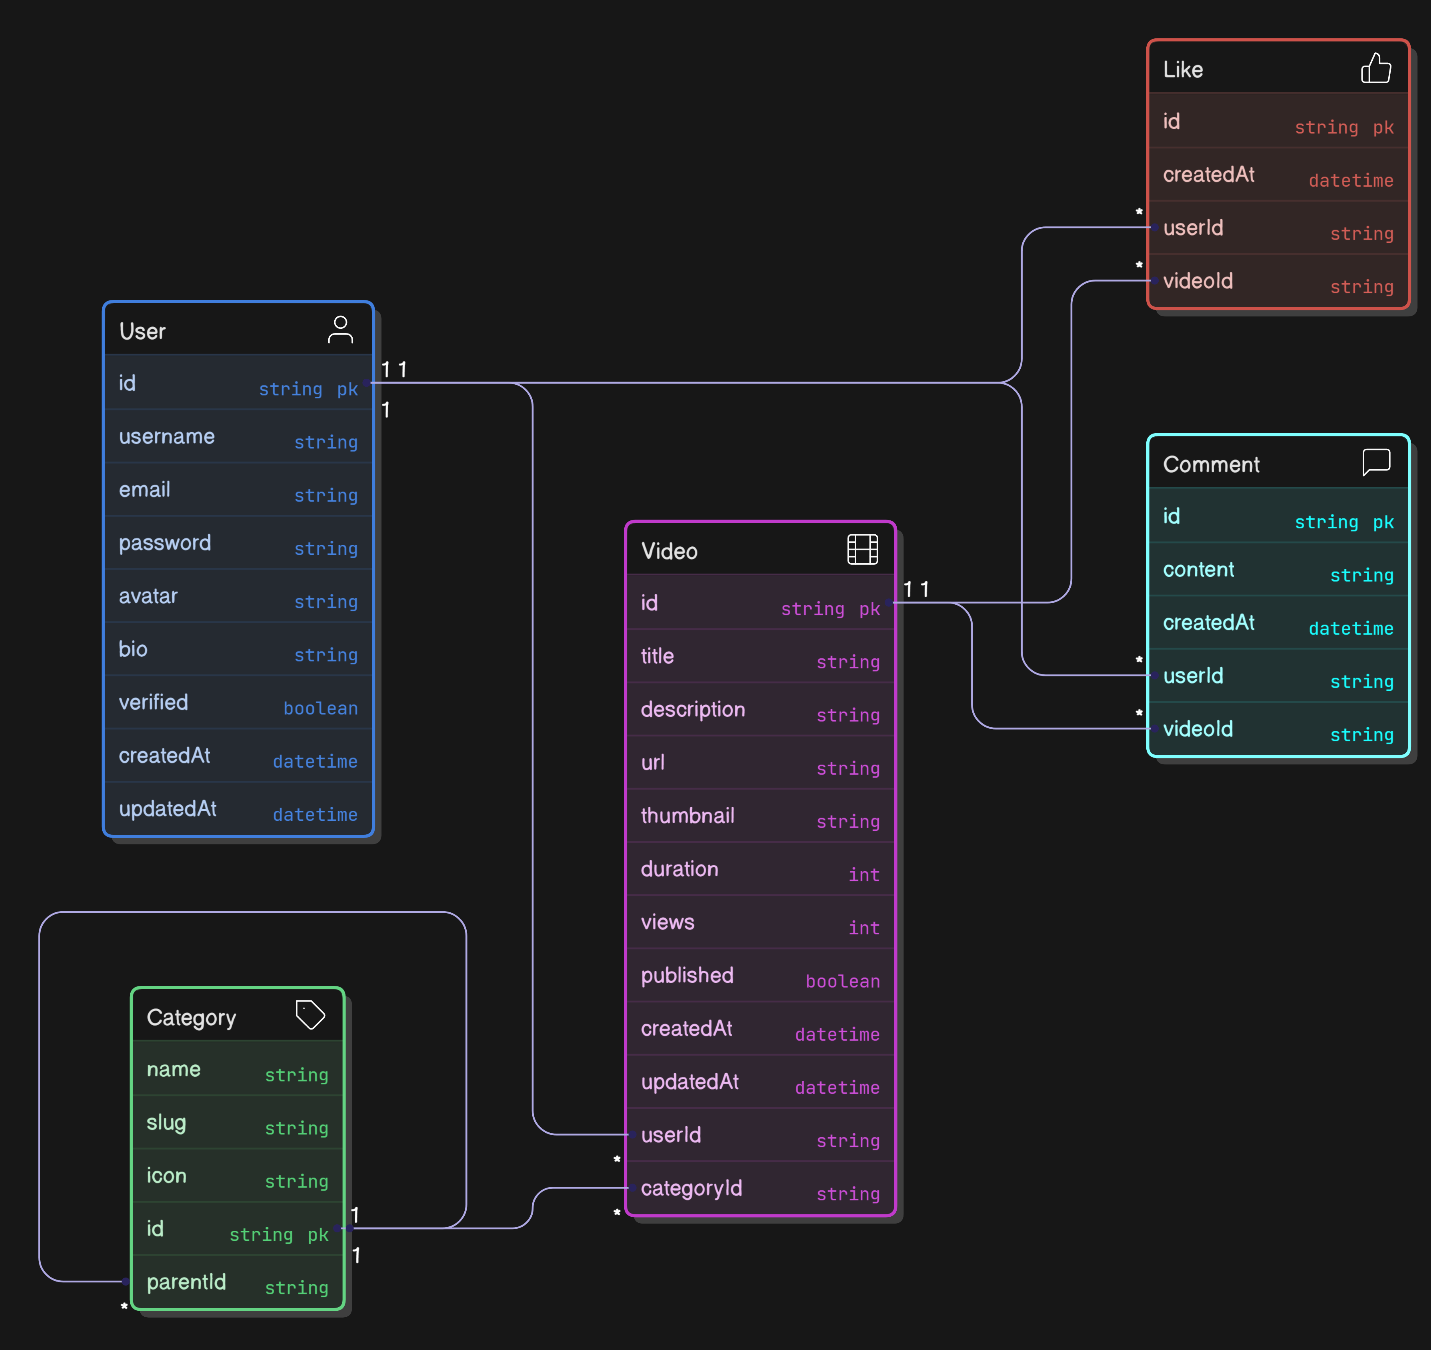 Like
id string pk
createdAt datetime
* userId string
* videoId string
User
id string pk 1 1
1
username string
email string
password string
avatar string
bio string
verified boolean
createdAt datetime
updatedAt datetime
Comment
id string pk
content string
createdAt datetime
* userId string
* videoId string
Video
id string pk 1 1
title string
description string
url string
thumbnail string
duration int
views int
published boolean
createdAt datetime
updatedAt datetime
userId string
*
categoryId string
*
Category
name string
slug string
icon string
id string pk 1
1
parentId string
*